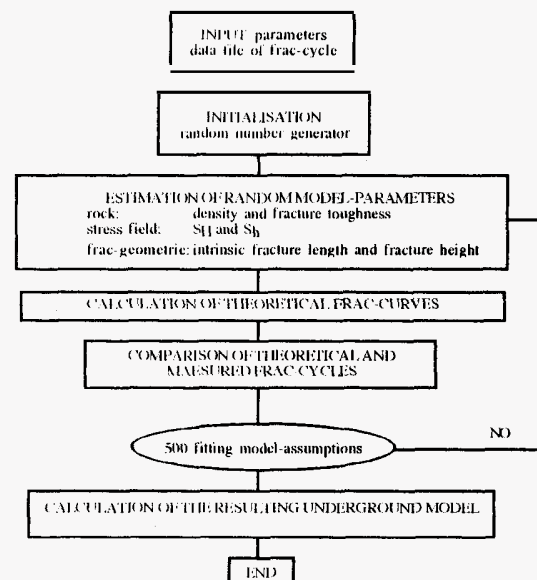 INPUT parameters
data file of frac-cycle
INITIALISATION
random number generator
ESTIMATION OF RANDOM MODEL-PARAMETERS
rock: density and fracture toughness
stress field: SH and Sh
frac-geometric: intrinsic fracture length and fracture height
CALCULATION OF THEORETICAL FRAC-CURVES
COMPARISON OF THEORETICAL AND
MAESURED FRAC-CYCLES
NO
500 fitting model-assumptions
CALCULATION OF THE RESULTING UNDERGROUND MODEL
END